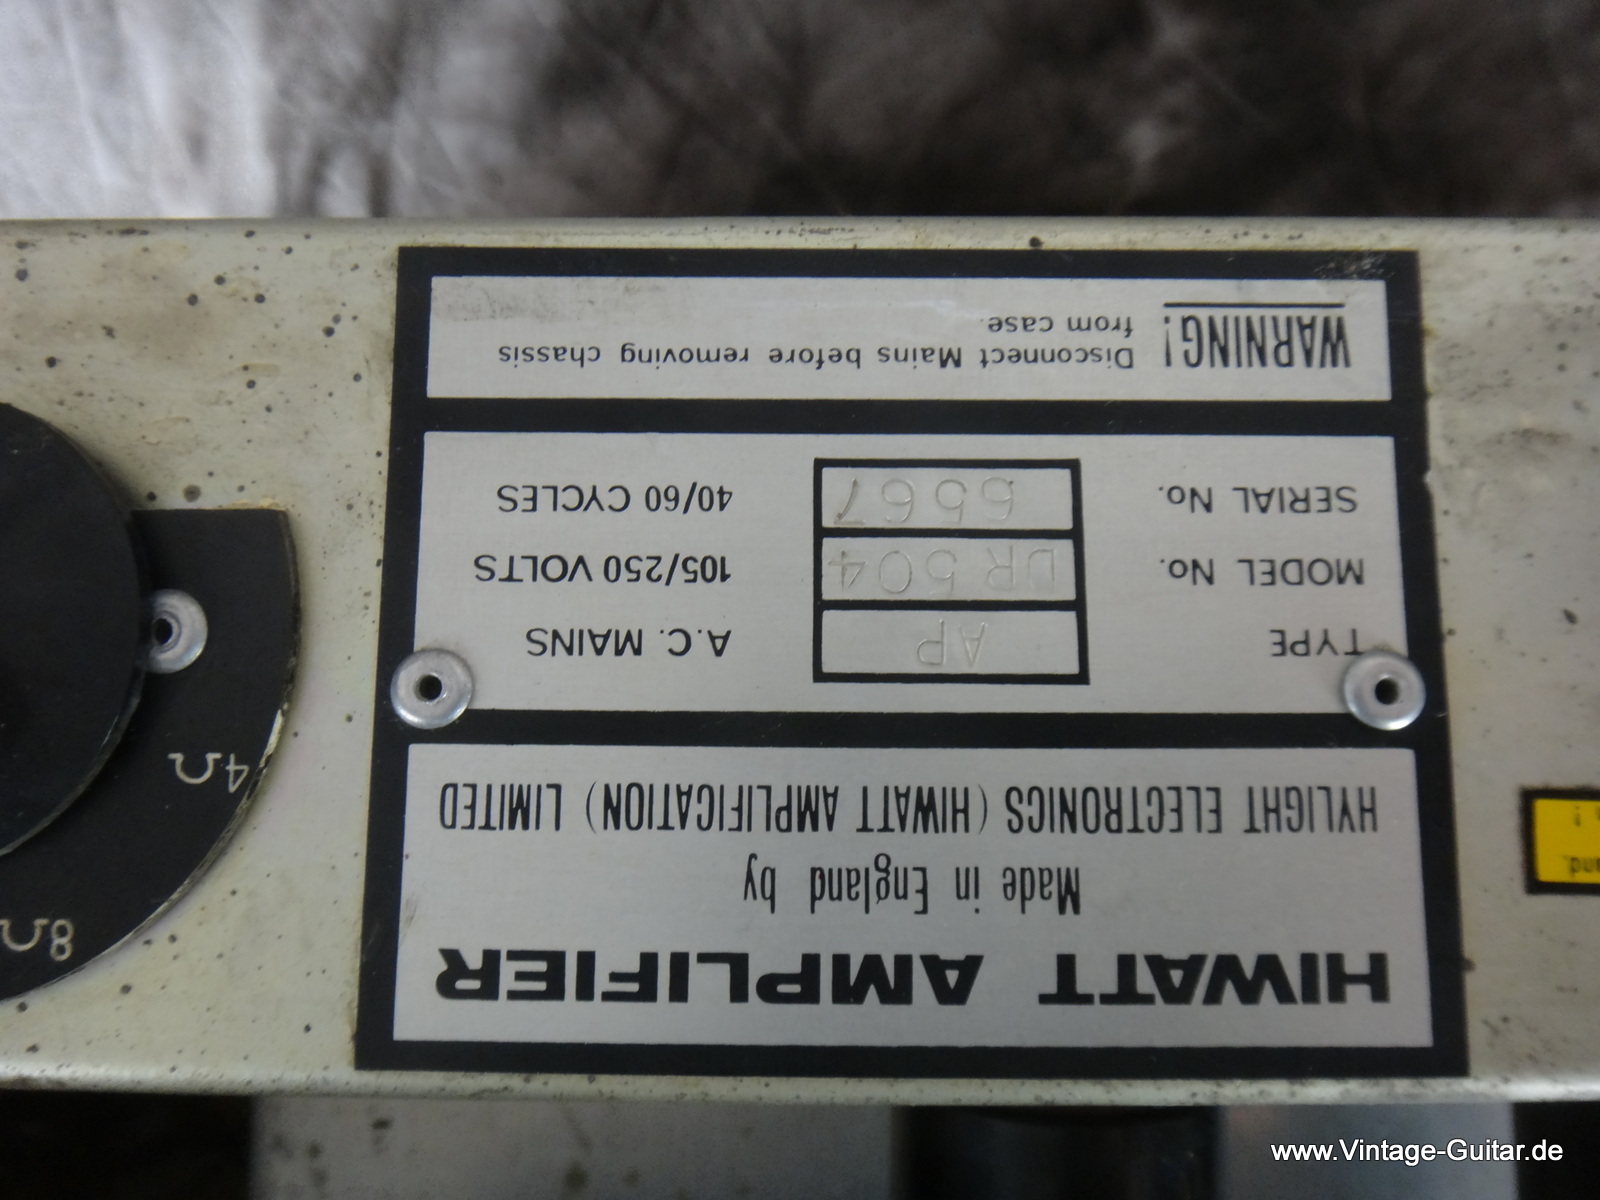 HIWATT AMPLIFIER
Made in England by
HYLIGHT ELECTRONICS (HIWATT AMPLIFICATION) LIMITED
TYPE AP A.C. MAINS
MODEL No. DR504 105/250 VOLTS
SERIAL No. 6567 40/60 CYCLES
WARNING! Disconnect Mains before removing chassis
from case.
8Ω
4Ω
www.Vintage-Guitar.de